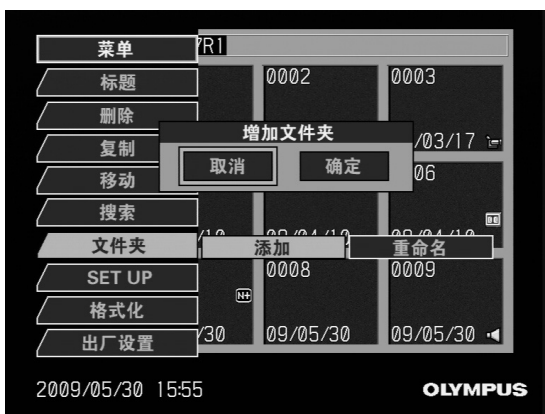 菜单
7R1
标题
0002
0003
删除
增加文件夹
复制
/03/17
取消
确定
移动
06
搜索
文件夹
添加
重命名
SET UP
0008
0009
格式化
/30
09/05/30
09/05/30
出厂设置
2009/05/30 15:55
OLYMPUS